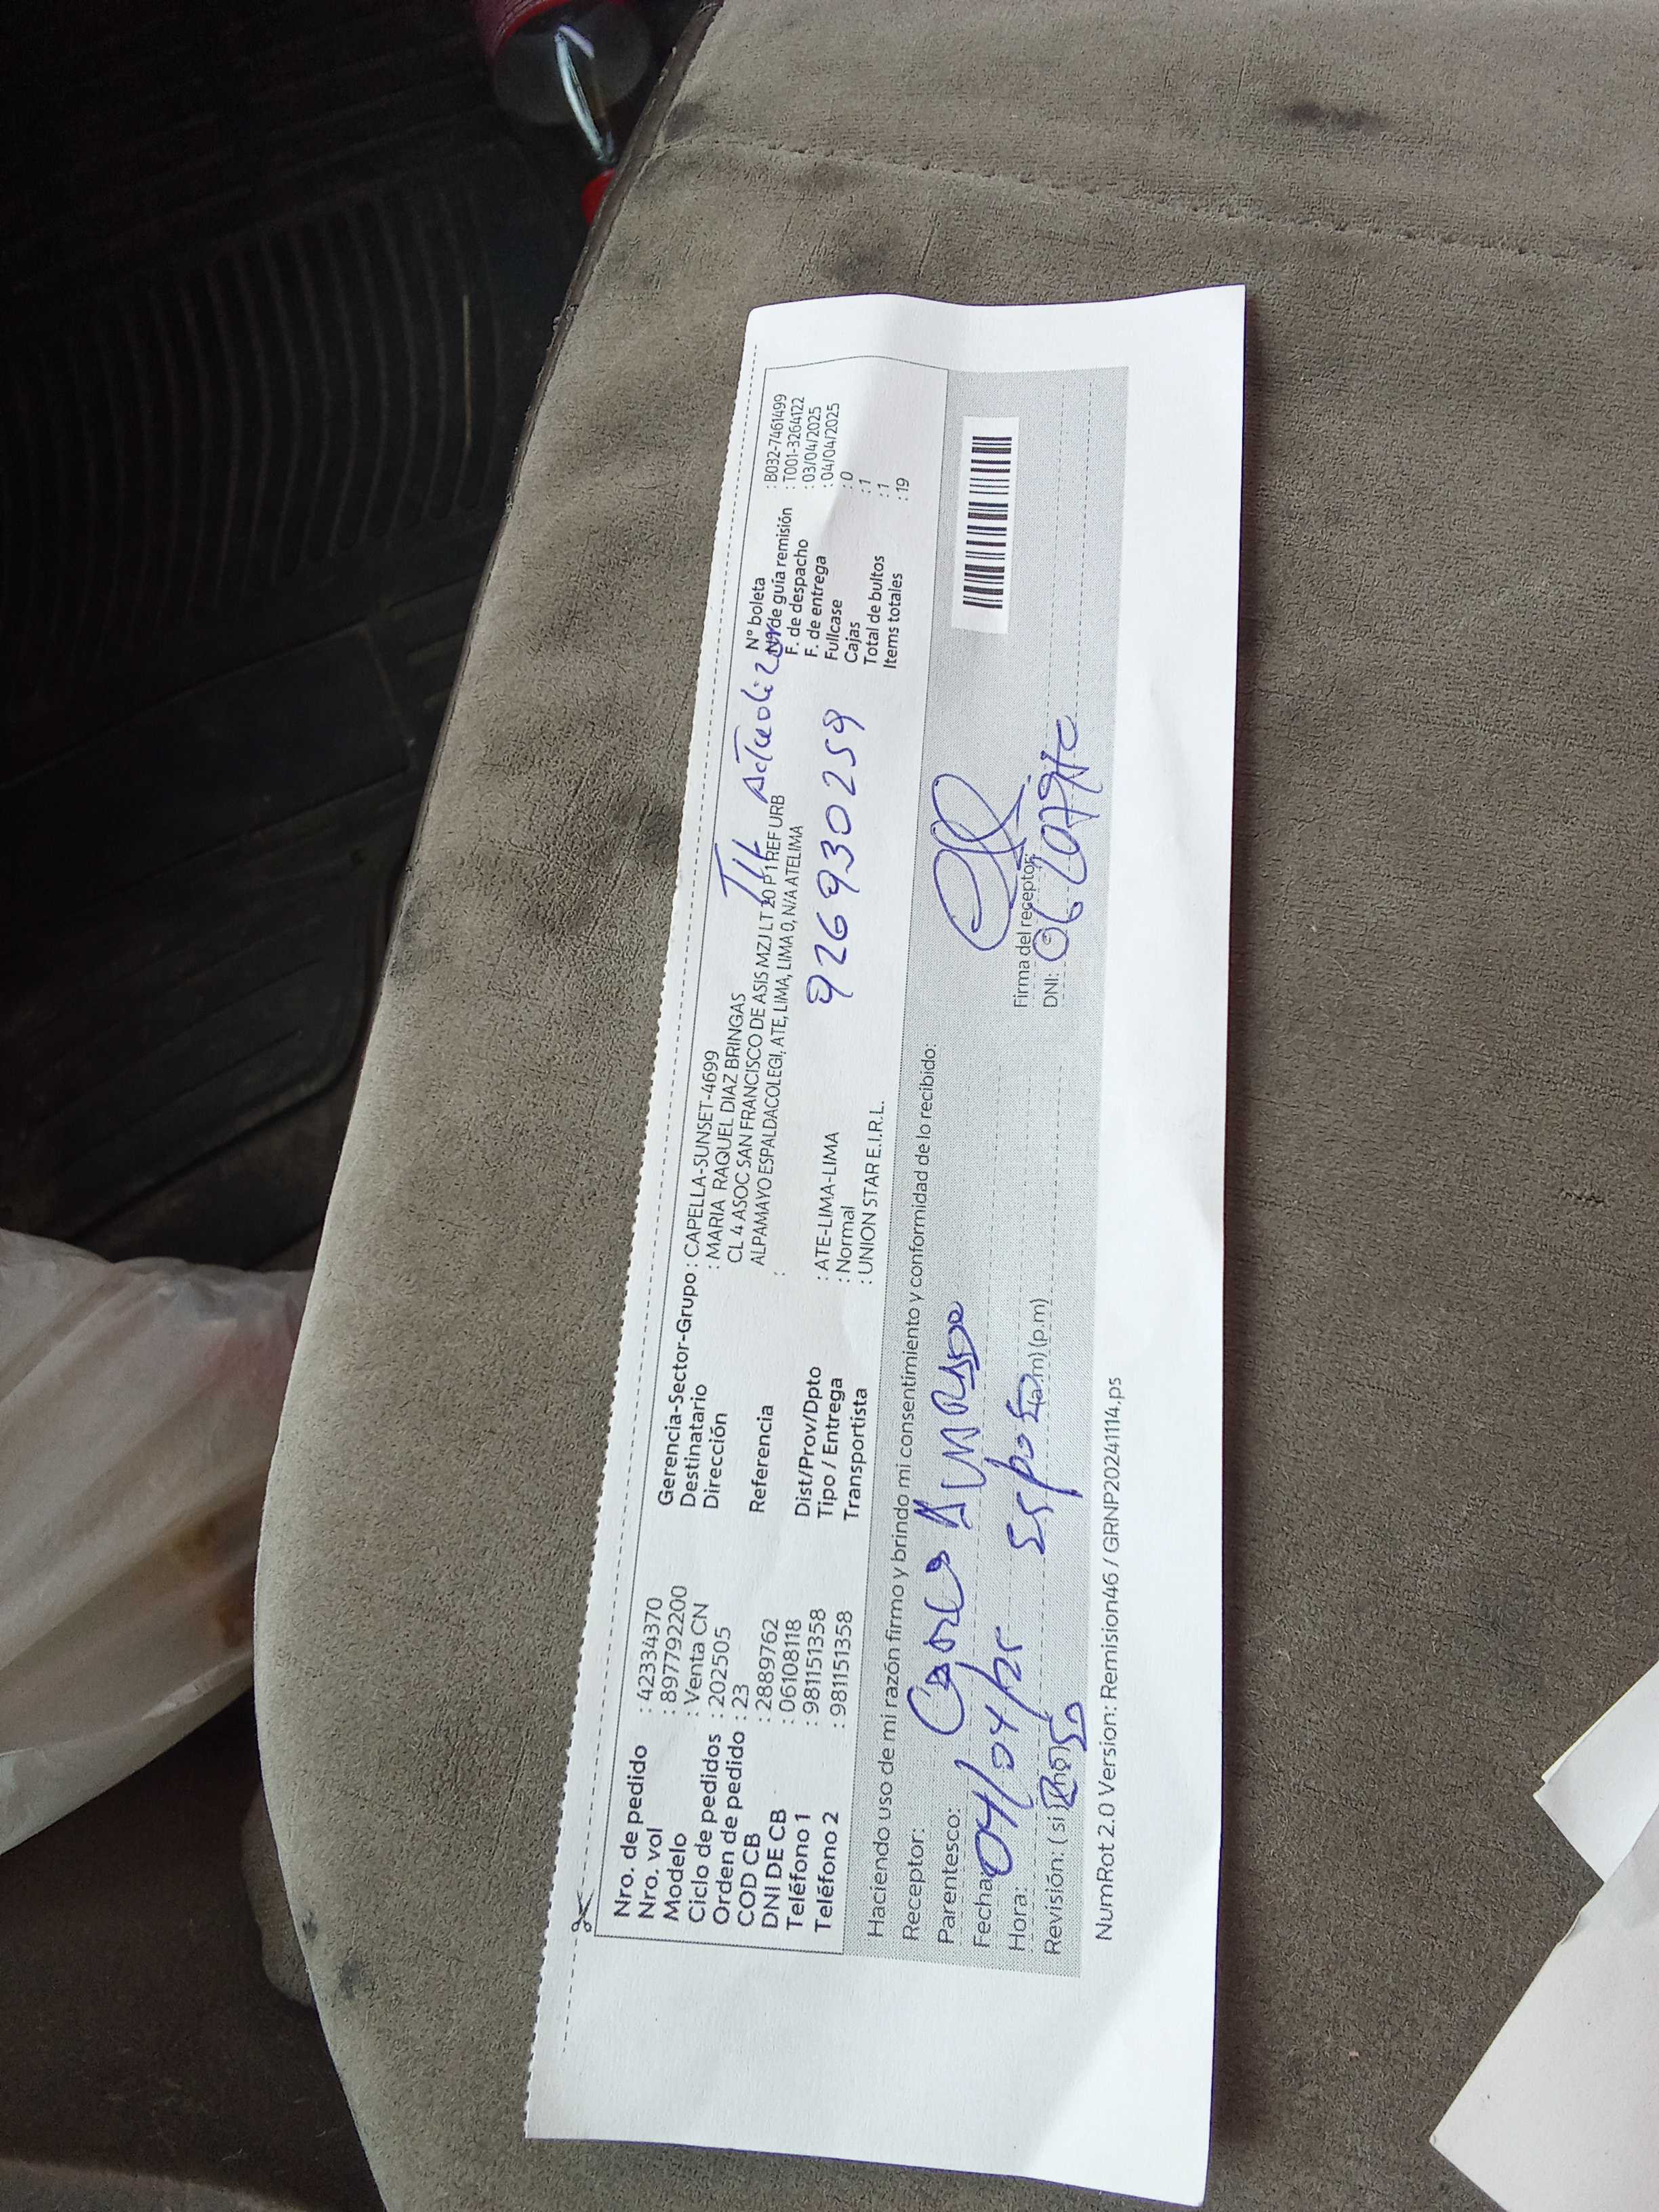 Nro. de pedido : 42334370
Nro. vol : 8977792200
Modelo : Venta CN
Ciclo de pedidos : 202505
Orden de pedido : 23
COD CB : 2889762
DNI DE CB : 06108118
Teléfono 1 : 981151358
Teléfono 2 : 981151358
Gerencia-Sector-Grupo : CAPELLA-SUNSET-4699
Destinatario : MARIA RAQUEL DIAZ BRINGAS
Dirección CL 4 ASOC SAN FRANCISCO DE ASIS MZJ LT 20 P1 REF URB
ALPAMAYO ESPALDACOLEGI, ATE, LIMA, LIMA 0, N/A ATELIMA
Referencia :
Dist/Prov/Dpto : ATE-LIMA-LIMA
Tipo / Entrega : Normal
Transportista : UNION STAR E.I.R.L.
Tlf
926930259
N° boleta : B032-7461499
N° de guía remisión : T001-3264122
F. de despacho : 03/04/2025
F. de entrega : 04/04/2025
Fullcase : 0
Cajas : 1
Total de bultos : 1
Items totales : 19
Haciendo uso de mi razón firmo y brindo mi consentimiento y conformidad de lo recibido:
Receptor: Carlos
Parentesco: Esposo
Fecha: 04/04/25
Hora: (a.m) (p.m)
Revisión: ( si ) (no)
Firma del receptor:
DNI:
NumRot 2.0 Version: Remision46 / GRNP20241114.ps